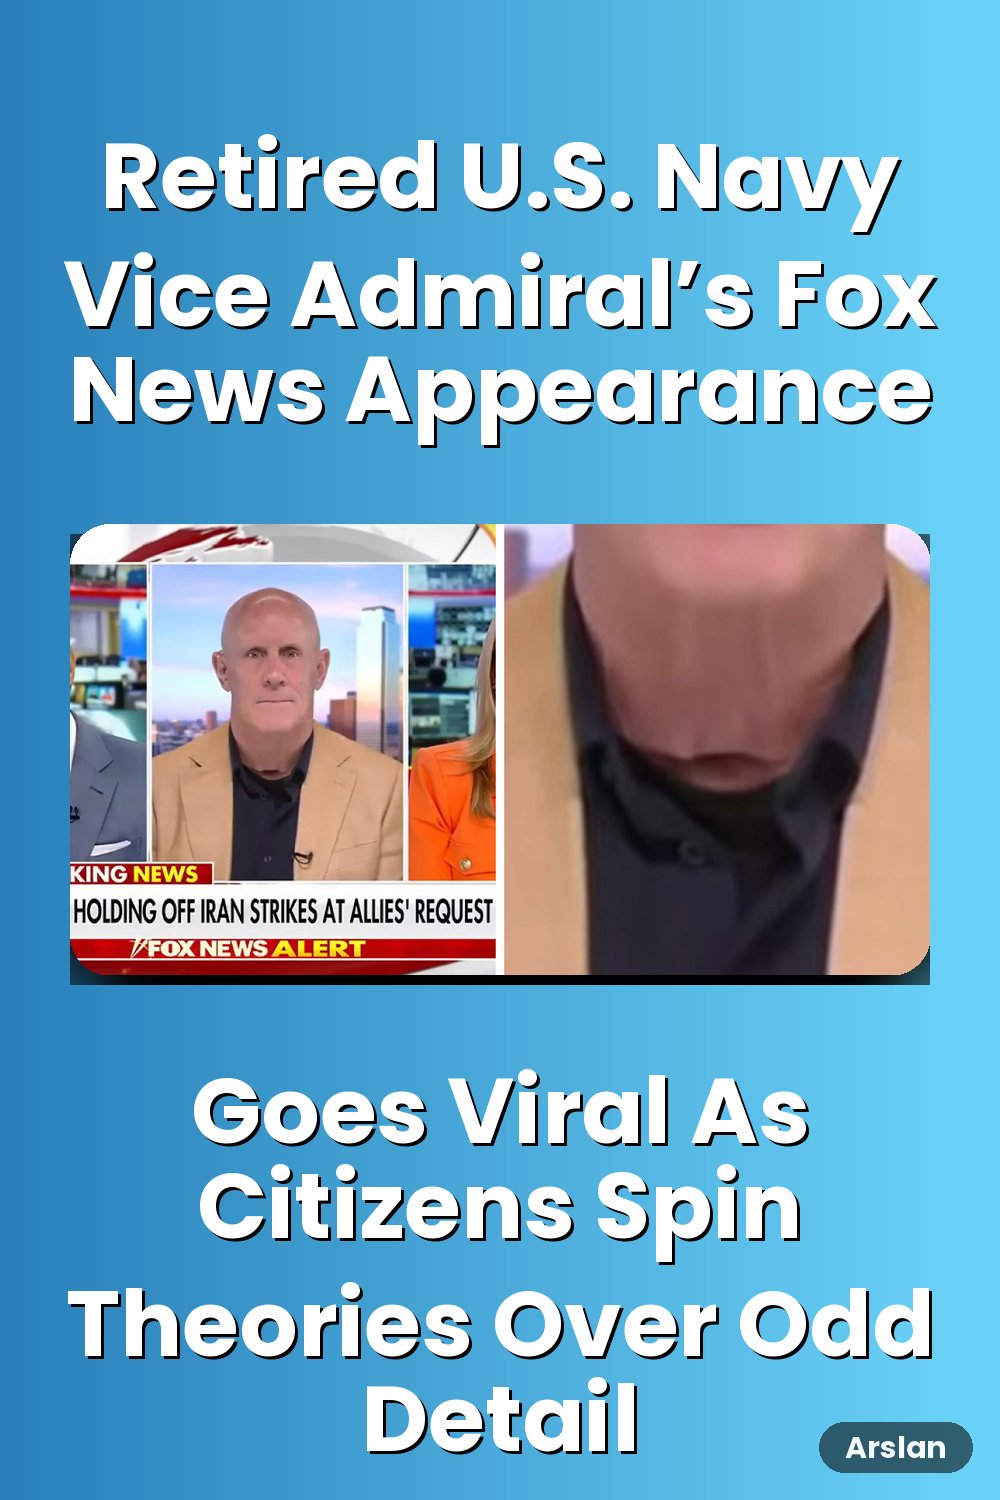 Retired U.S. Navy
Vice Admiral’s Fox
News Appearance
KING NEWS
HOLDING OFF IRAN STRIKES AT ALLIES' REQUEST
FOX NEWS ALERT
Goes Viral As
Citizens Spin
Theories Over Odd
Detail
Arslan